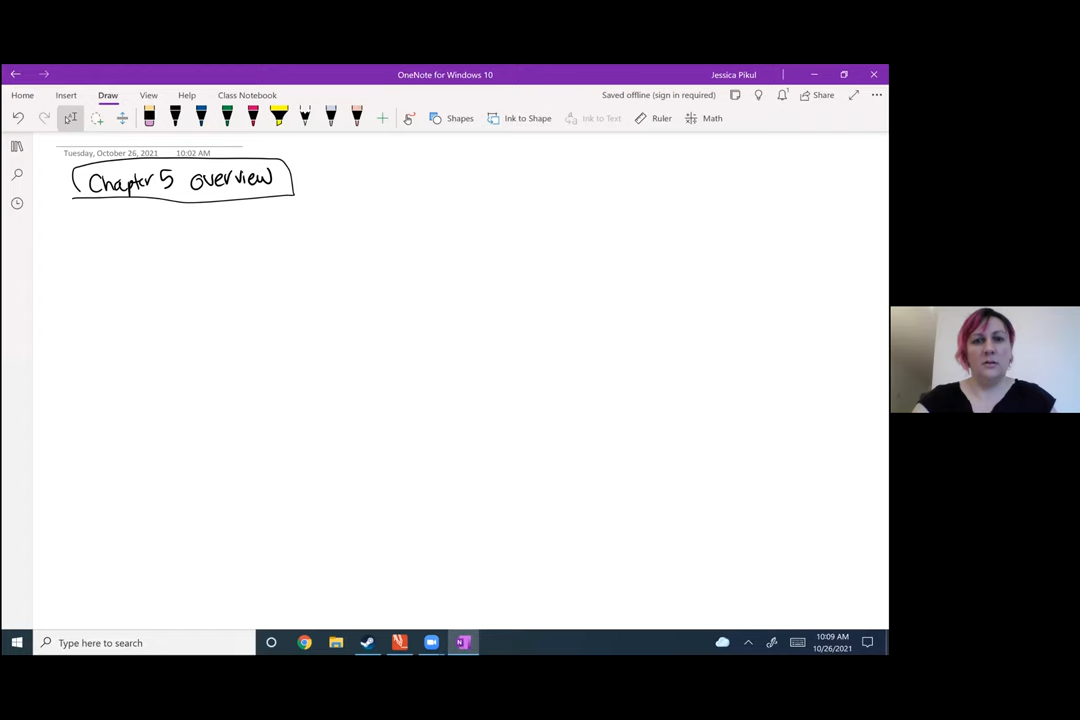 OneNote for Windows 10
Jessica Pikul
Home Insert Draw View Help Class Notebook
Saved offline (sign in required) 1 Share
Shapes Ink to Shape Ink to Text Ruler Math
Tuesday, October 26, 2021 10:02 AM
Chapter 5 overview
Type here to search
10:09 AM
10/26/2021